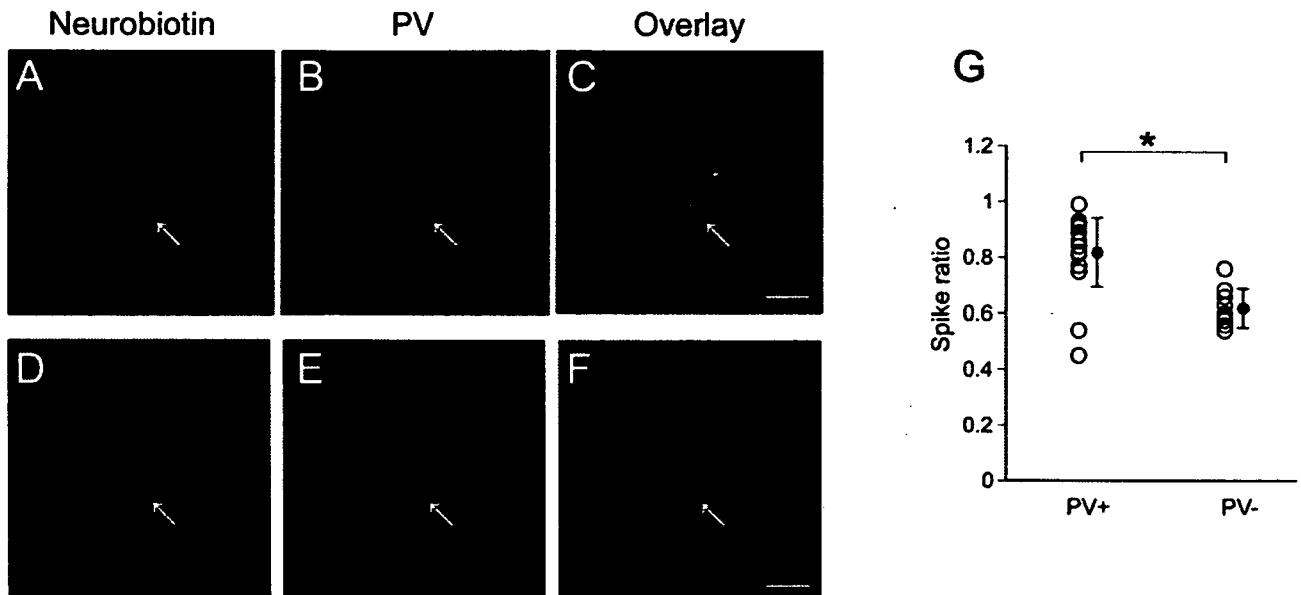 Neurobiotin PV Overlay
A B C
D E F
G
*
1.2
1
0.8
0.6
0.4
0.2
0
Spike ratio
PV+ PV-